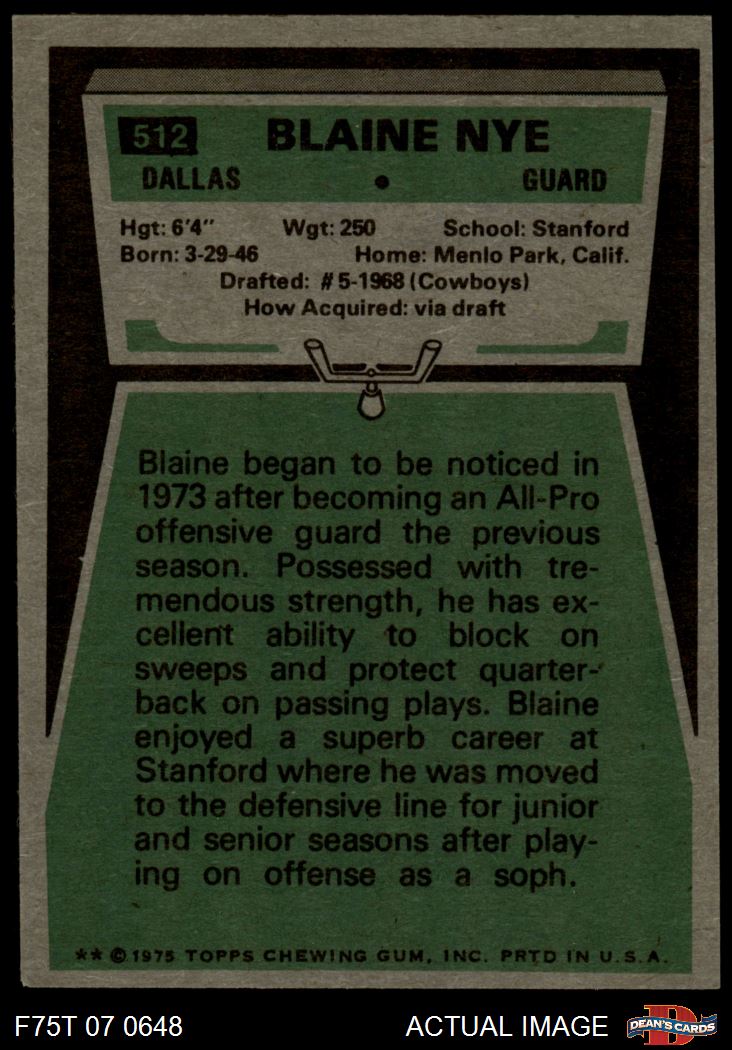 512 BLAINE NYE
DALLAS • GUARD
Hgt: 6'4" Wgt: 250 School: Stanford
Born: 3-29-46 Home: Menlo Park, Calif.
Drafted: #5-1968 (Cowboys)
How Acquired: via draft
Blaine began to be noticed in
1973 after becoming an All-Pro
offensive guard the previous
season. Possessed with tre-
mendous strength, he has ex-
cellent ability to block on
sweeps and protect quarter-
back on passing plays. Blaine
enjoyed a superb career at
Stanford where he was moved
to the defensive line for junior
and senior seasons after play-
ing on offense as a soph.
** © 1975 TOPPS CHEWING GUM, INC. PRTD IN U.S.A.
F75T 07 0648 ACTUAL IMAGE D DEAN'S CARDS